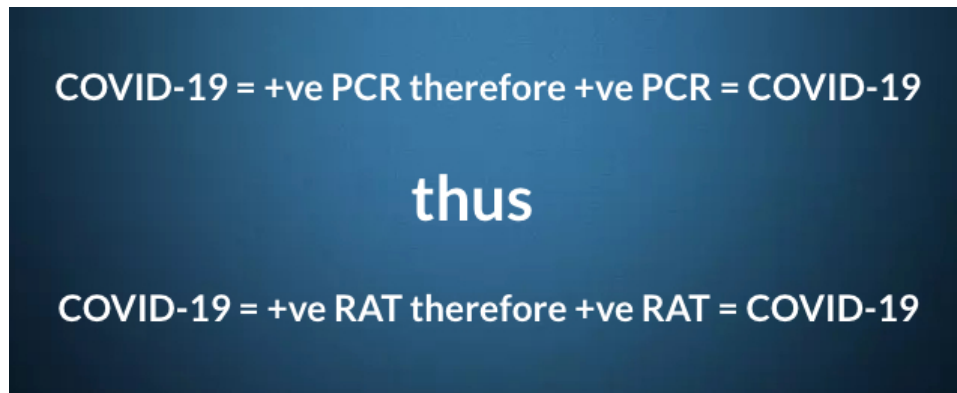 COVID-19 = +ve PCR therefore +ve PCR = COVID-19
thus
COVID-19 = +ve RAT therefore +ve RAT = COVID-19